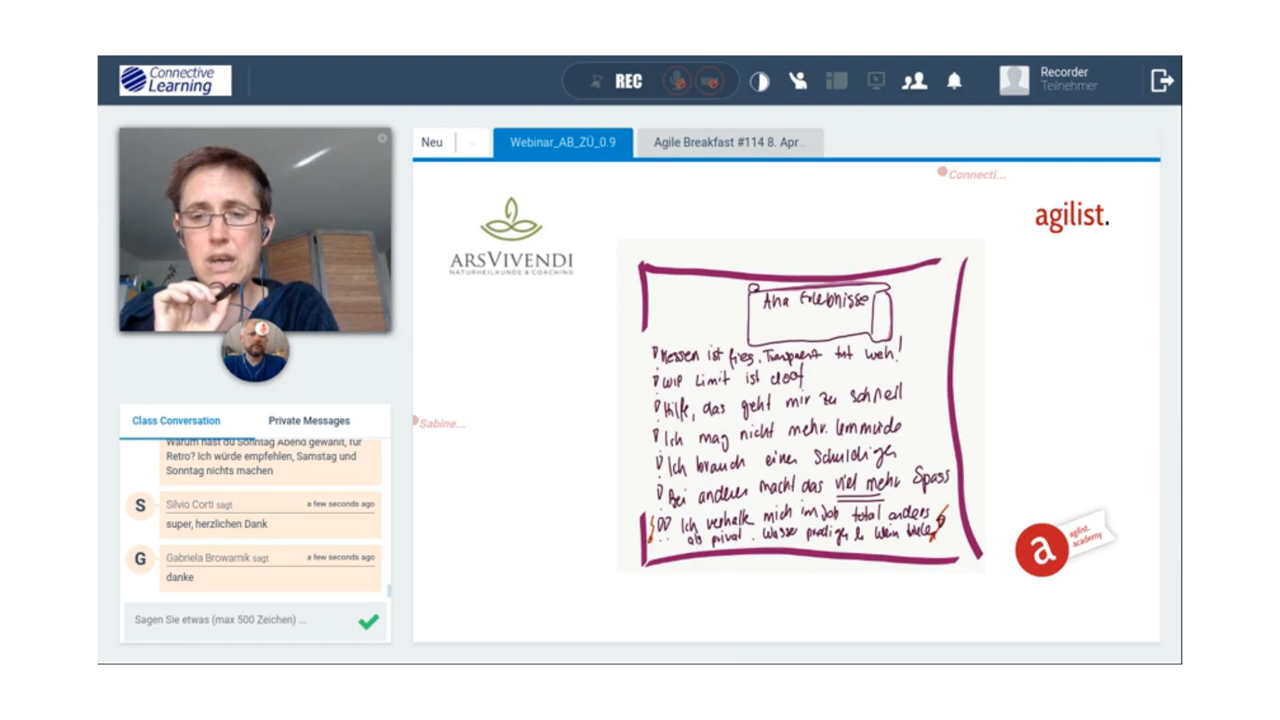 Connective
Learning
REC
Recorder
Teilnehmer
Neu
Webinar_AB_ZÜ_0.9
Agile Breakfast #114 8. Apr...
Connecti...
ARSVIVENDI
NATURHEILKUNDE & COACHING
agilist.
Aha Erlebnisse
Messen ist fies. Transparent tut weh!
WIP Limit ist doof
Hilfe, das geht mir zu schnell
Ich mag nicht mehr. lernmüde
Ich brauch einen Schuldigen
Bei anderen macht das viel mehr Spass
Ich verhalte mich im Job total anders
als privat. Wasser predigen & Wein
Sabine...
a
agilist.
academy
Class Conversation
Private Messages
Warum hast du Sonntag Abend gewählt, für
Retro? Ich würde empfehlen, Samstag und
Sonntag nichts machen
S
Silvio Corti sagt
a few seconds ago
super, herzlichen Dank
G
Gabriela Browarnik sagt
a few seconds ago
danke
Sagen Sie etwas (max 500 Zeichen) ...